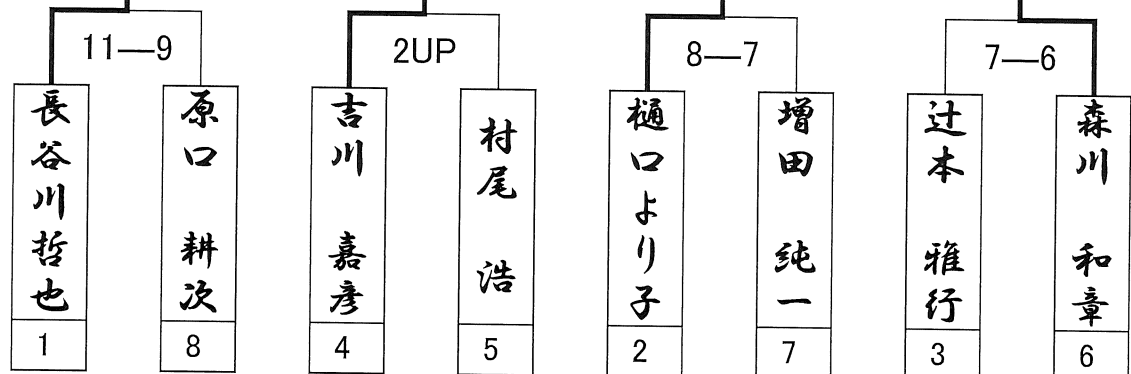 11—9
2UP
8—7
7—6
長谷川哲也
原口 耕次
吉川 嘉彦
村尾 浩
樋口より子
増田 純一
辻本 雅行
森川 和章
1
8
4
5
2
7
3
6